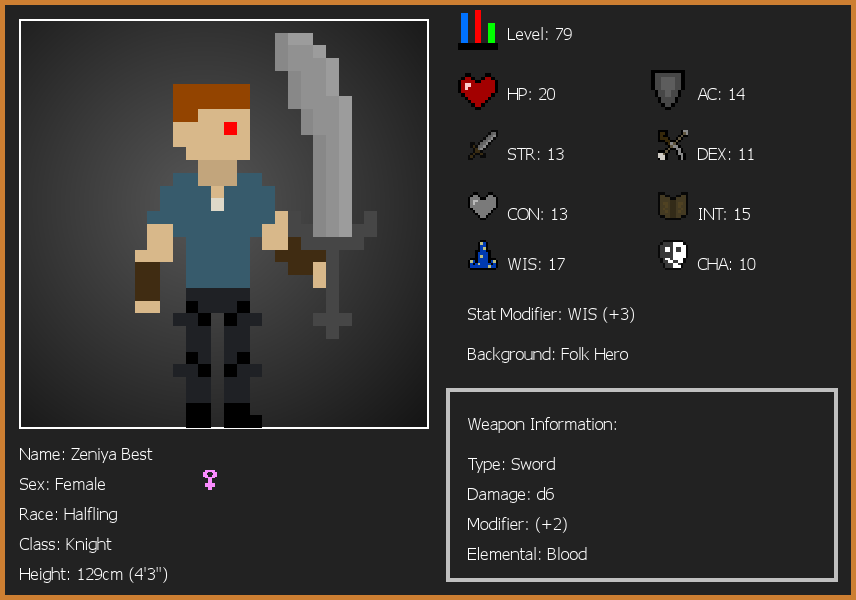 Level: 79
HP: 20
AC: 14
STR: 13
DEX: 11
CON: 13
INT: 15
WIS: 17
CHA: 10
Stat Modifier: WIS (+3)
Background: Folk Hero
Weapon Information:
Type: Sword
Damage: d6
Modifier: (+2)
Elemental: Blood
Name: Zeniya Best
Sex: Female
Race: Halfling
Class: Knight
Height: 129cm (4'3")